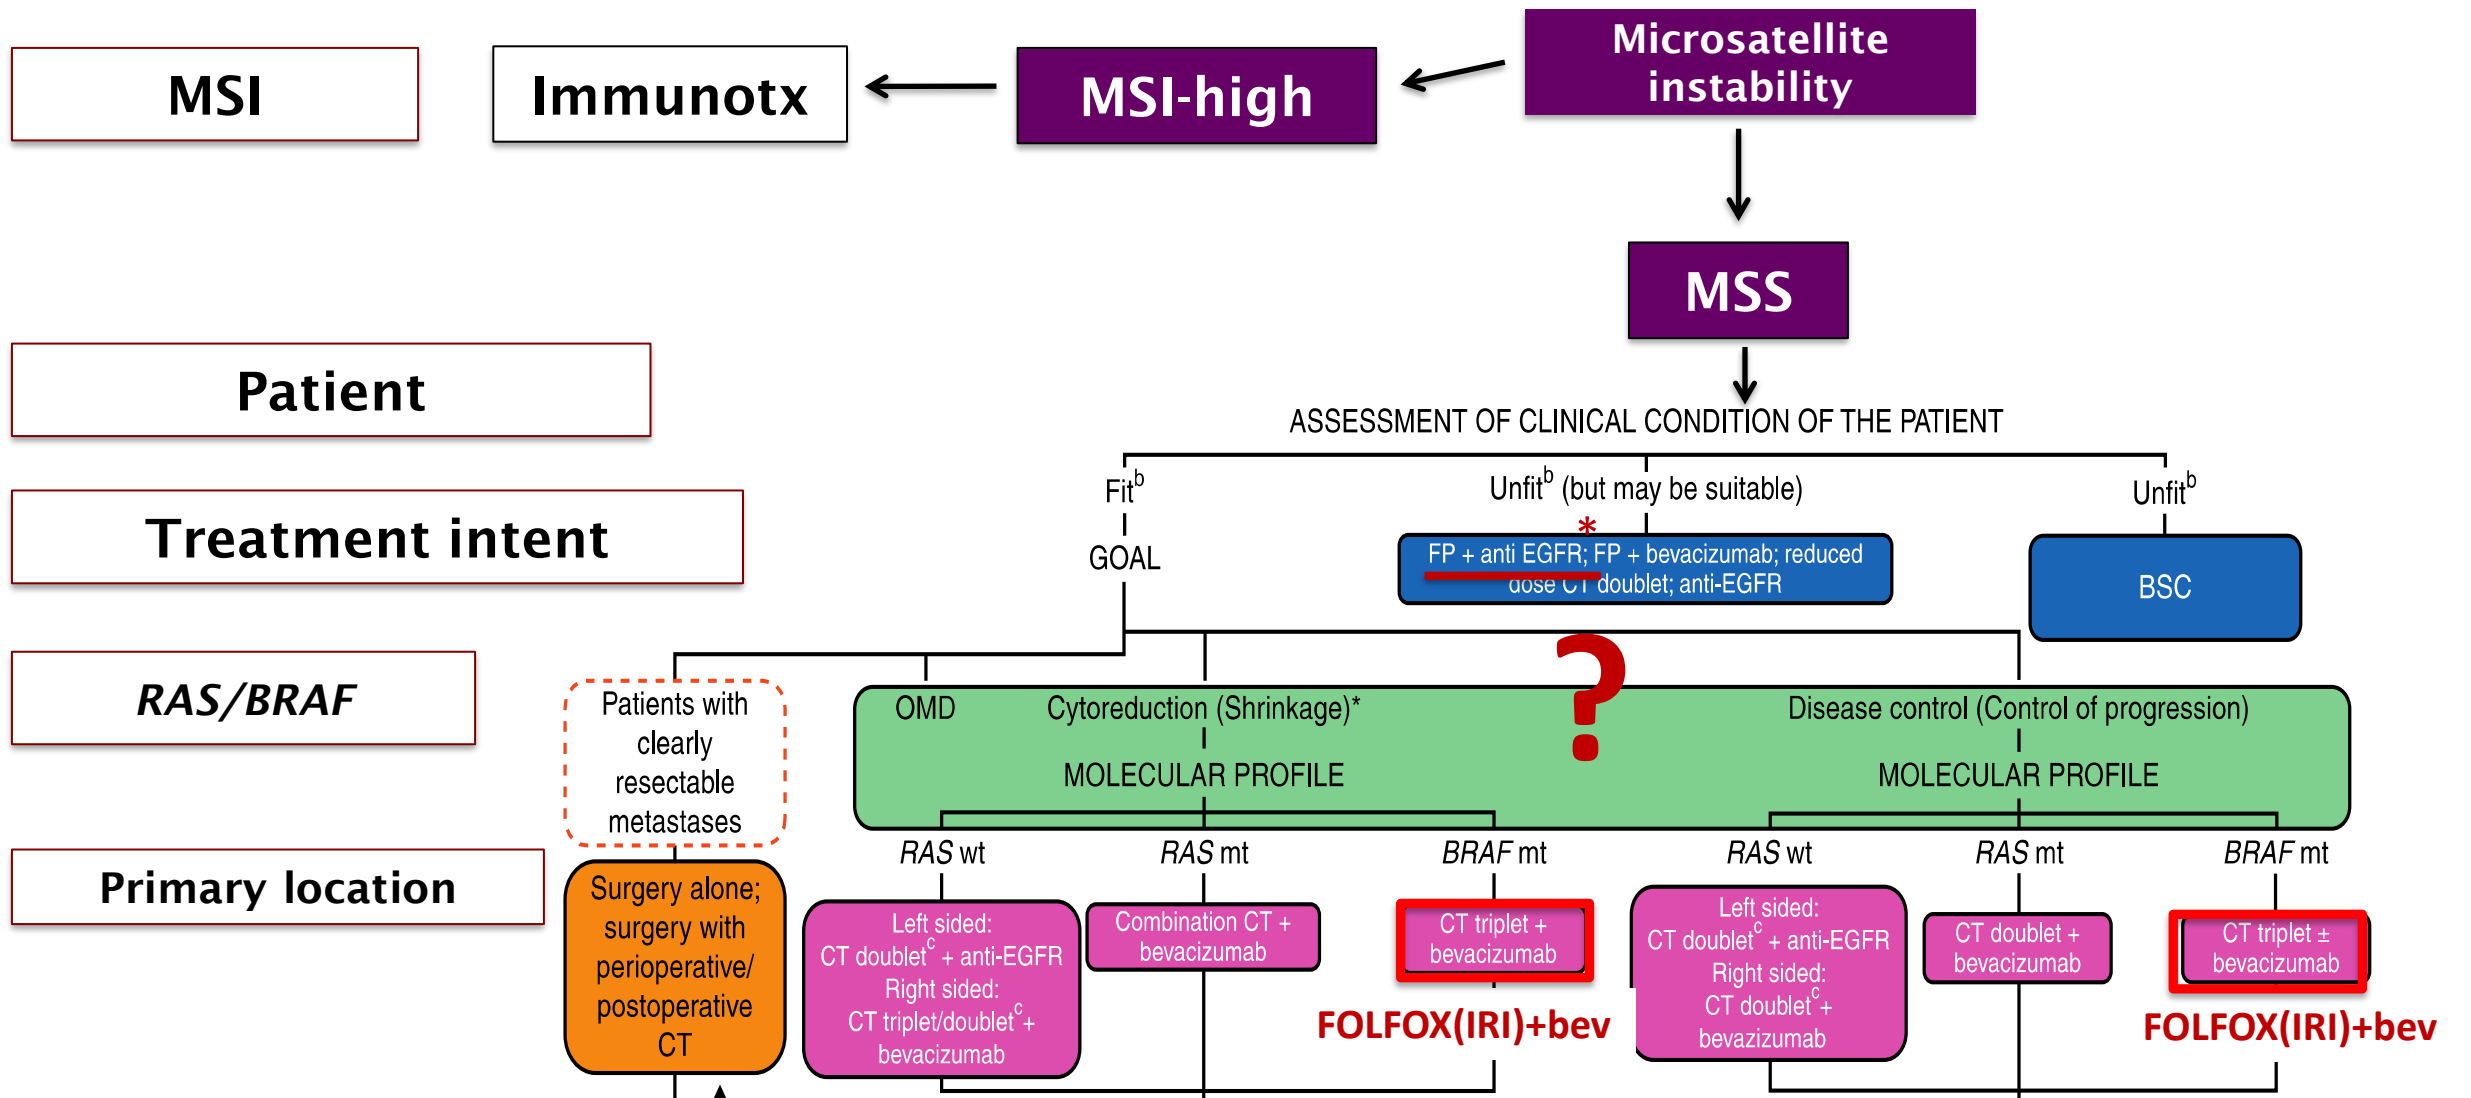 MSI
Immunotx
MSI-high
Microsatellite
instability
MSS
Patient
ASSESSMENT OF CLINICAL CONDITION OF THE PATIENT
Treatment intent
Fitᵇ
Unfitᵇ (but may be suitable)
Unfitᵇ
GOAL
*
FP + anti EGFR; FP + bevacizumab; reduced
dose CT doublet; anti-EGFR
BSC
RAS/BRAF
Patients with
clearly
resectable
metastases
OMD
Cytoreduction (Shrinkage)*
?
Disease control (Control of progression)
MOLECULAR PROFILE
MOLECULAR PROFILE
Primary location
RAS wt
RAS mt
BRAF mt
RAS wt
RAS mt
BRAF mt
Surgery alone;
surgery with
perioperative/
postoperative
CT
Left sided:
CT doubletᶜ + anti-EGFR
Right sided:
CT triplet/doubletᶜ+
bevacizumab
Combination CT +
bevacizumab
CT triplet +
bevacizumab
FOLFOX(IRI)+bev
Left sided:
CT doubletᶜ + anti-EGFR
Right sided:
CT doubletᶜ+
bevazizumab
CT doublet +
bevacizumab
CT triplet ±
bevacizumab
FOLFOX(IRI)+bev